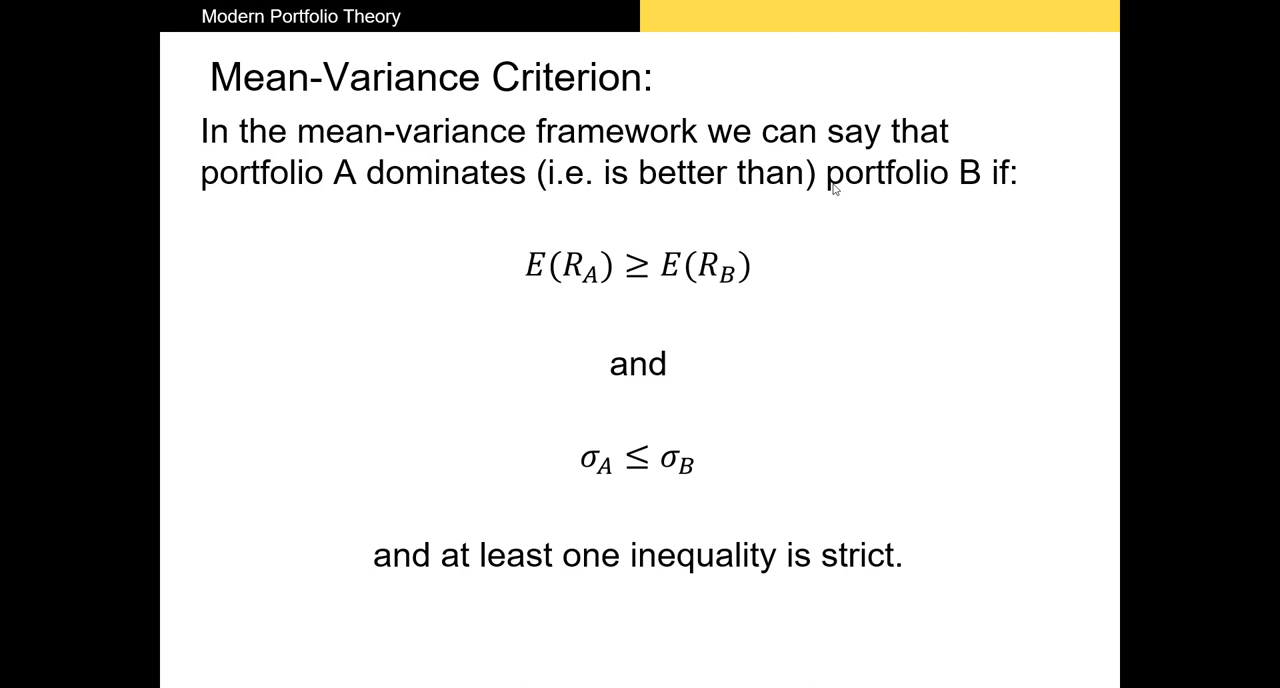 Modern Portfolio Theory
Mean-Variance Criterion:
In the mean-variance framework we can say that
portfolio A dominates (i.e. is better than) portfolio B if:
E(R_A) ≥ E(R_B)
and
σ_A ≤ σ_B
and at least one inequality is strict.